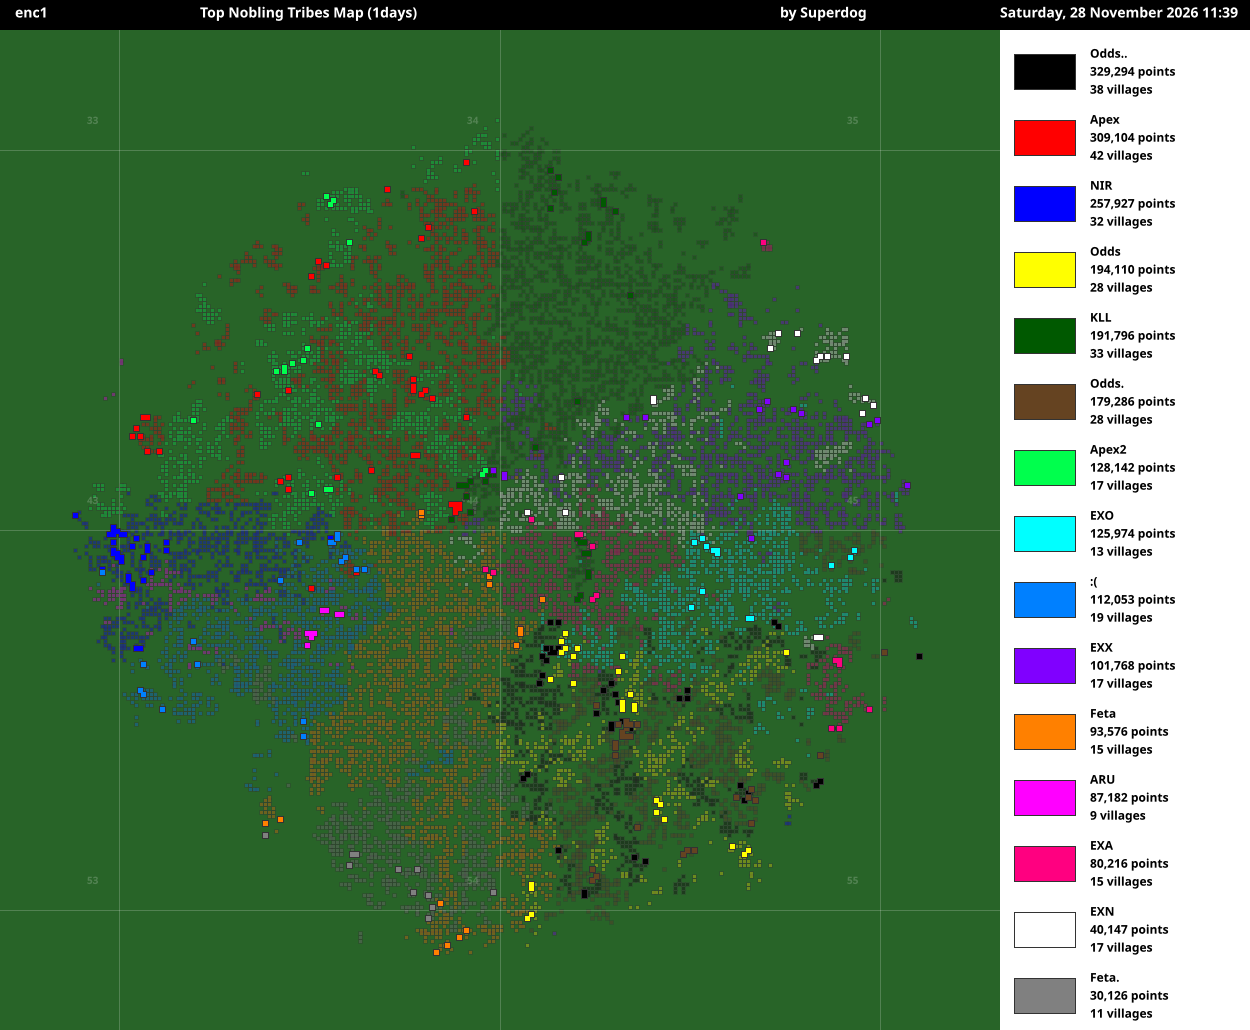 enc1
Top Nobling Tribes Map (1days)
by Superdog
Saturday, 28 November 2026 11:39
33
34
35
43
45
53
54
55
Odds..
329,294 points
38 villages
Apex
309,104 points
42 villages
NIR
257,927 points
32 villages
Odds
194,110 points
28 villages
KLL
191,796 points
33 villages
Odds.
179,286 points
28 villages
Apex2
128,142 points
17 villages
EXO
125,974 points
13 villages
:(
112,053 points
19 villages
EXX
101,768 points
17 villages
Feta
93,576 points
15 villages
ARU
87,182 points
9 villages
EXA
80,216 points
15 villages
EXN
40,147 points
17 villages
Feta.
30,126 points
11 villages